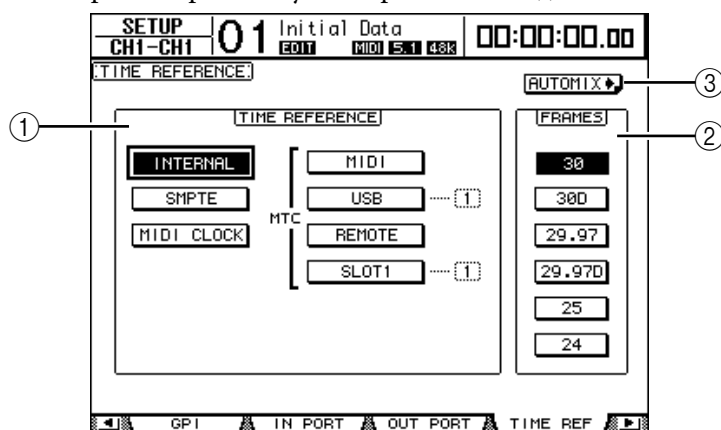 SETUP
CH1-CH1
01
Initial Data
EDIT MIDI 5.1 48k
00:00:00.00
TIME REFERENCE
AUTOMIX
③
①
TIME REFERENCE
FRAMES
②
INTERNAL
MIDI
30
SMPTE
USB
1
30D
MTC
MIDI CLOCK
REMOTE
29.97
SLOT1
1
29.97D
25
24
GPI
IN PORT
OUT PORT
TIME REF